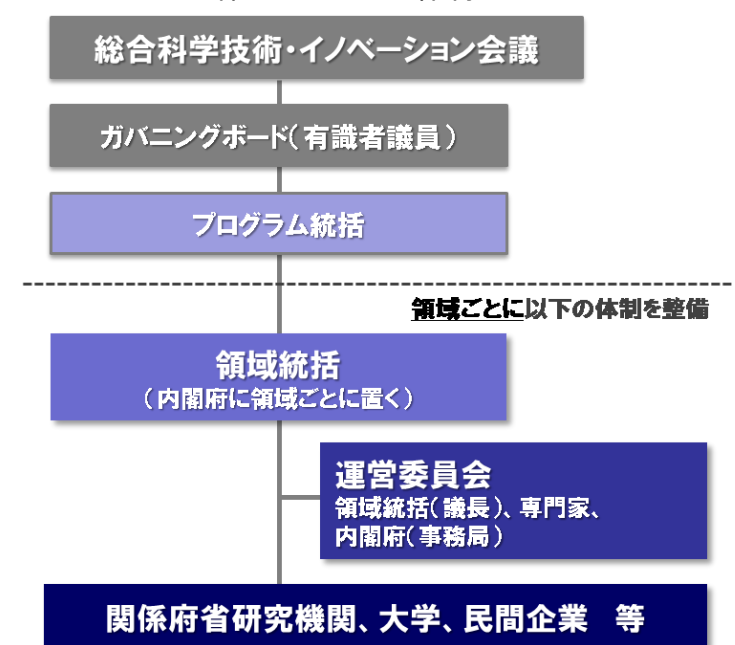 総合科学技術・イノベーション会議
ガバニングボード（有識者議員）
プログラム統括
領域ごとに以下の体制を整備
領域統括
（内閣府に領域ごとに置く）
運営委員会
領域統括（議長）、専門家、
内閣府（事務局）
関係府省研究機関、大学、民間企業　等